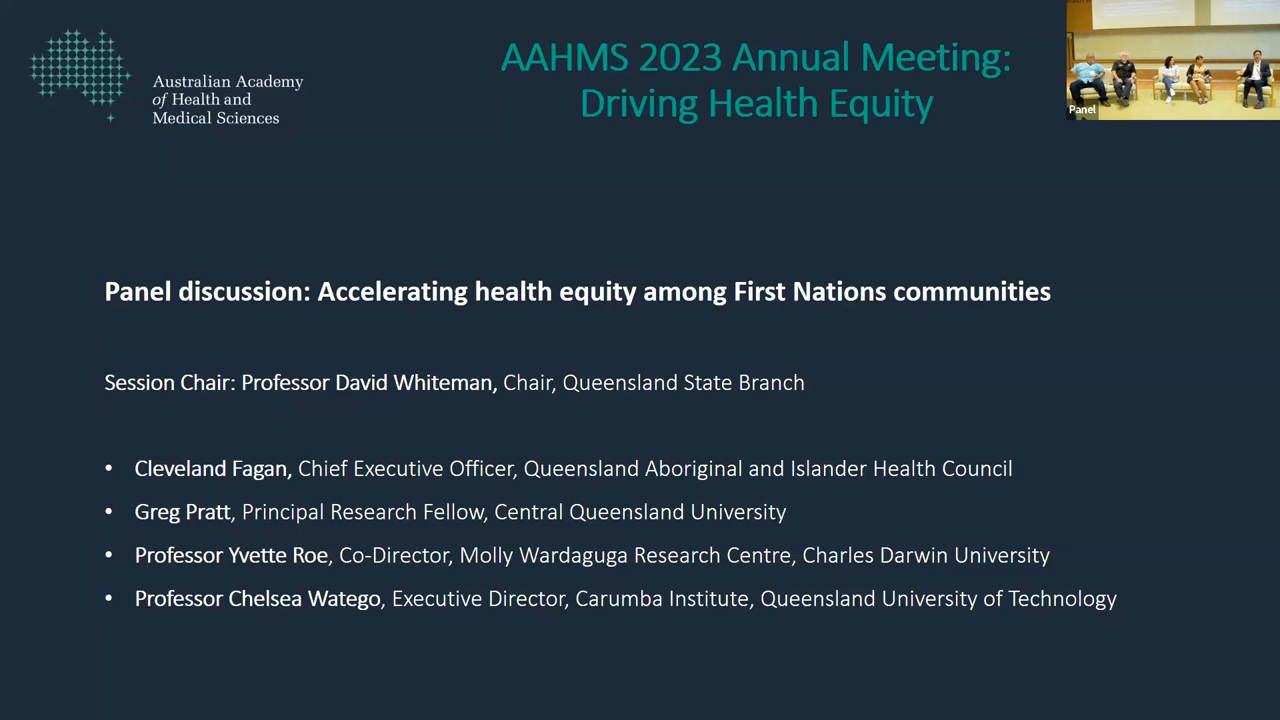 Australian Academy
of Health and
Medical Sciences
AAHMS 2023 Annual Meeting:
Driving Health Equity
Panel
Panel discussion: Accelerating health equity among First Nations communities
Session Chair: Professor David Whiteman, Chair, Queensland State Branch
• Cleveland Fagan, Chief Executive Officer, Queensland Aboriginal and Islander Health Council
• Greg Pratt, Principal Research Fellow, Central Queensland University
• Professor Yvette Roe, Co-Director, Molly Wardaguga Research Centre, Charles Darwin University
• Professor Chelsea Watego, Executive Director, Carumba Institute, Queensland University of Technology